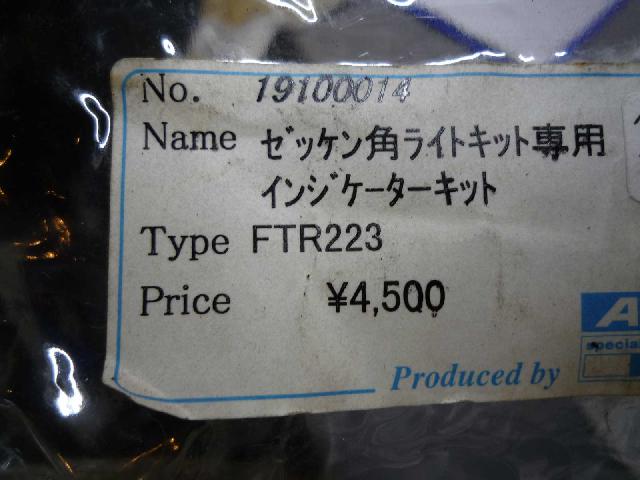 No. 19100014
Name ｾﾞｯｹﾝ角ﾗｲﾄｷｯﾄ専用
ｲﾝｼﾞｹｰﾀｰｷｯﾄ
Type FTR223
Price ¥4,500
Produced by
special